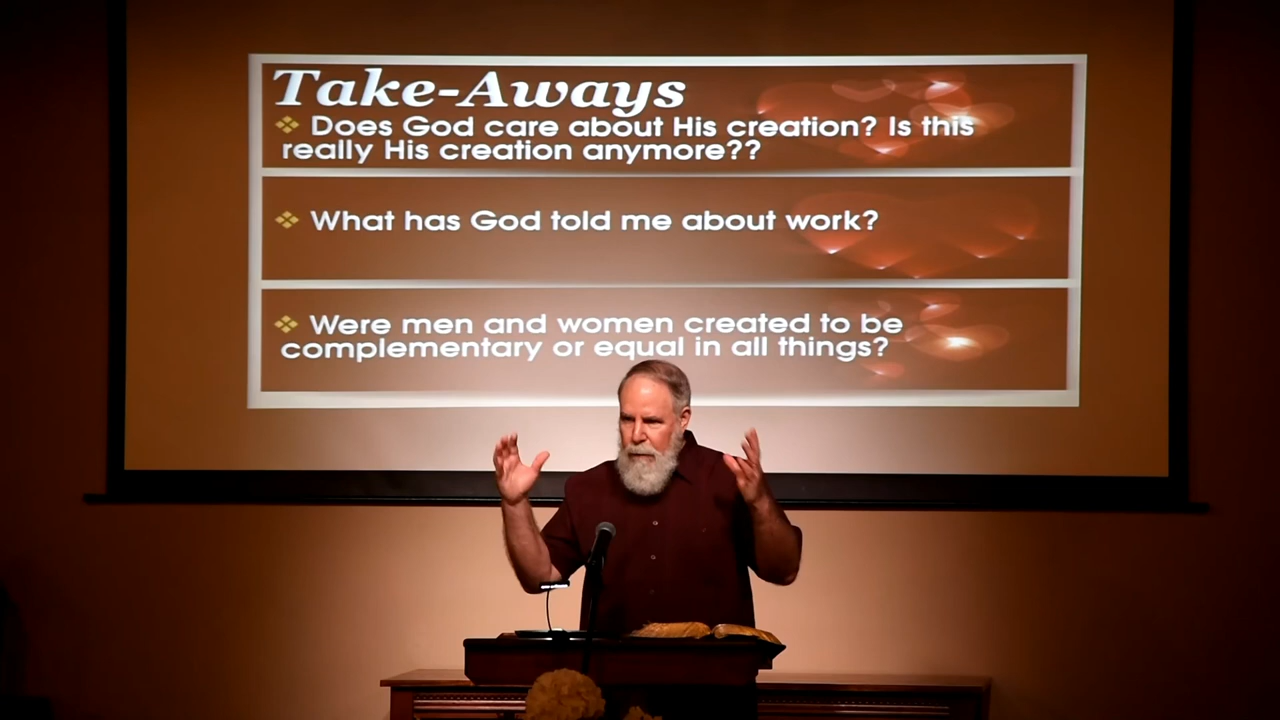 Take-Aways
❖ Does God care about His creation? Is this
really His creation anymore??
❖ What has God told me about work?
❖ Were men and women created to be
complementary or equal in all things?